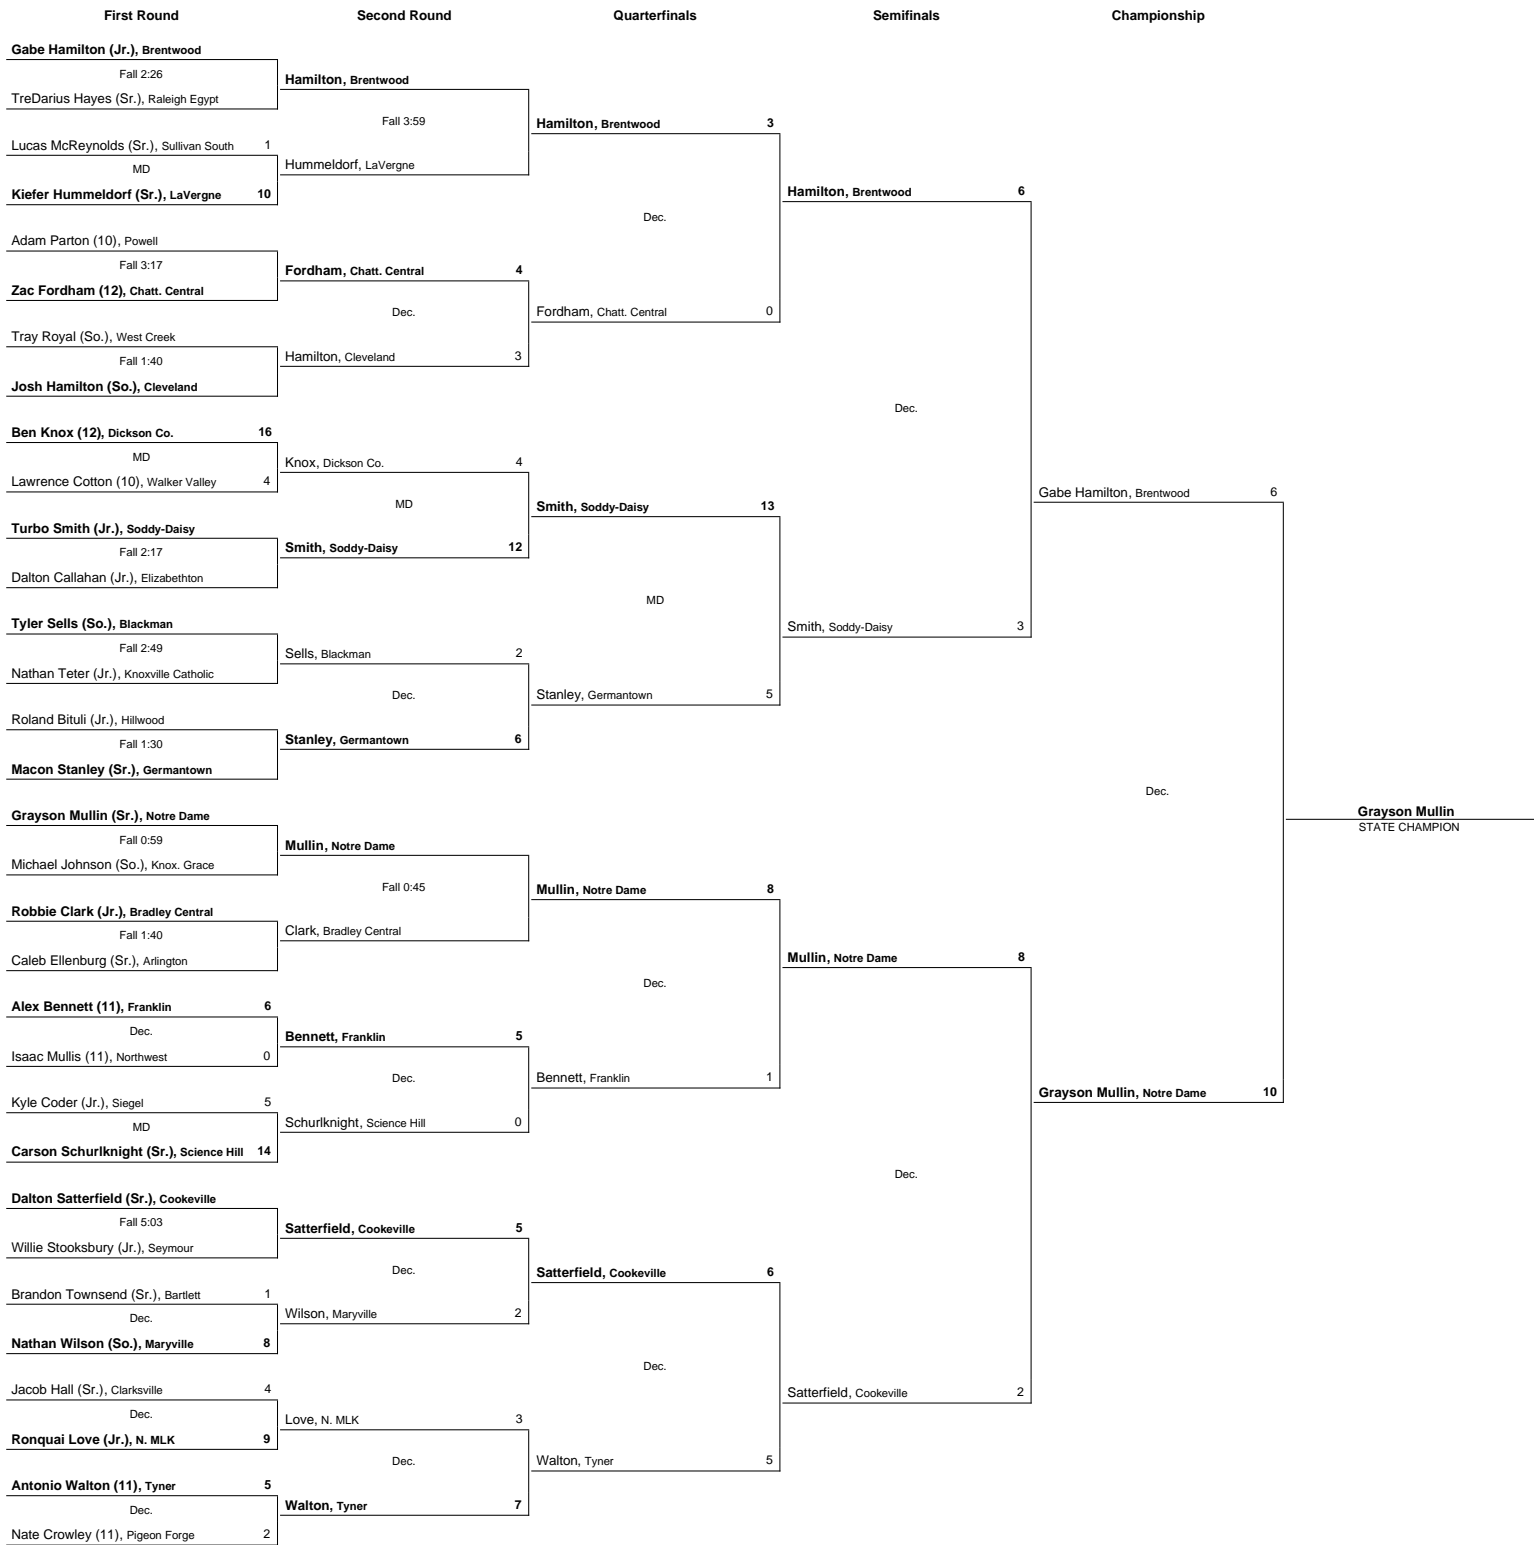 First Round
Second Round
Quarterfinals
Semifinals
Championship
Gabe Hamilton (Jr.), Brentwood
Fall 2:26
TreDarius Hayes (Sr.), Raleigh Egypt
Lucas McReynolds (Sr.), Sullivan South 1
MD
Kiefer Hummeldorf (Sr.), LaVergne 10
Adam Parton (10), Powell
Fall 3:17
Zac Fordham (12), Chatt. Central
Tray Royal (So.), West Creek
Fall 1:40
Josh Hamilton (So.), Cleveland
Ben Knox (12), Dickson Co. 16
MD
Lawrence Cotton (10), Walker Valley 4
Turbo Smith (Jr.), Soddy-Daisy
Fall 2:17
Dalton Callahan (Jr.), Elizabethton
Tyler Sells (So.), Blackman
Fall 2:49
Nathan Teter (Jr.), Knoxville Catholic
Roland Bituli (Jr.), Hillwood
Fall 1:30
Macon Stanley (Sr.), Germantown
Grayson Mullin (Sr.), Notre Dame
Fall 0:59
Michael Johnson (So.), Knox. Grace
Robbie Clark (Jr.), Bradley Central
Fall 1:40
Caleb Ellenburg (Sr.), Arlington
Alex Bennett (11), Franklin 6
Dec.
Isaac Mullis (11), Northwest 0
Kyle Coder (Jr.), Siegel 5
MD
Carson Schurlknight (Sr.), Science Hill 14
Dalton Satterfield (Sr.), Cookeville
Fall 5:03
Willie Stooksbury (Jr.), Seymour
Brandon Townsend (Sr.), Bartlett 1
Dec.
Nathan Wilson (So.), Maryville 8
Jacob Hall (Sr.), Clarksville 4
Dec.
Ronquai Love (Jr.), N. MLK 9
Antonio Walton (11), Tyner 5
Dec.
Nate Crowley (11), Pigeon Forge 2
Hamilton, Brentwood
Fall 3:59
Hummeldorf, LaVergne
Fordham, Chatt. Central 4
Dec.
Hamilton, Cleveland 3
Knox, Dickson Co. 4
MD
Smith, Soddy-Daisy 12
Sells, Blackman 2
Dec.
Stanley, Germantown 6
Mullin, Notre Dame
Fall 0:45
Clark, Bradley Central
Bennett, Franklin 5
Dec.
Schurlknight, Science Hill 0
Satterfield, Cookeville 5
Dec.
Wilson, Maryville 2
Love, N. MLK 3
Dec.
Walton, Tyner 7
Hamilton, Brentwood 3
Dec.
Fordham, Chatt. Central 0
Smith, Soddy-Daisy 13
MD
Stanley, Germantown 5
Mullin, Notre Dame 8
Dec.
Bennett, Franklin 1
Satterfield, Cookeville 6
Dec.
Walton, Tyner 5
Hamilton, Brentwood 6
Dec.
Smith, Soddy-Daisy 3
Mullin, Notre Dame 8
Dec.
Satterfield, Cookeville 2
Gabe Hamilton, Brentwood 6
Dec.
Grayson Mullin, Notre Dame 10
Grayson Mullin
STATE CHAMPION